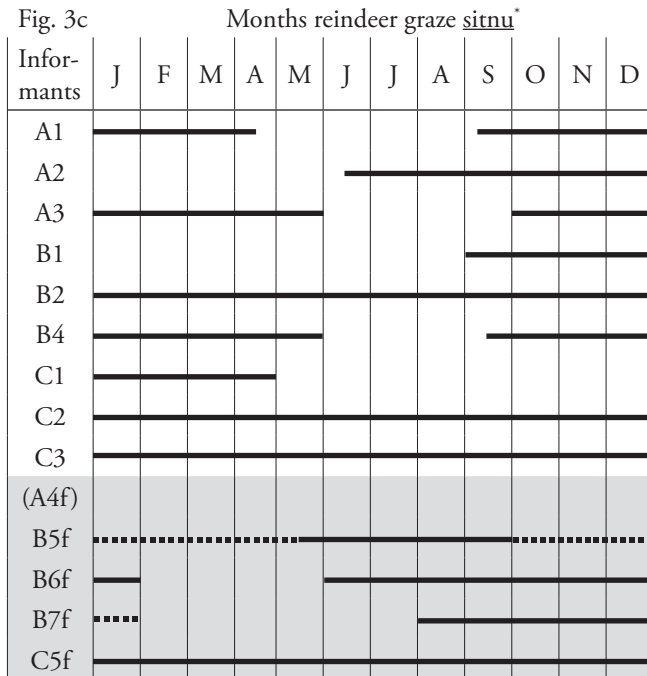 Fig. 3c Months reindeer graze sitnu*
Infor-
mants J F M A M J J A S O N D
A1
A2
A3
B1
B2
B4
C1
C2
C3
(A4f)
B5f
B6f
B7f
C5f